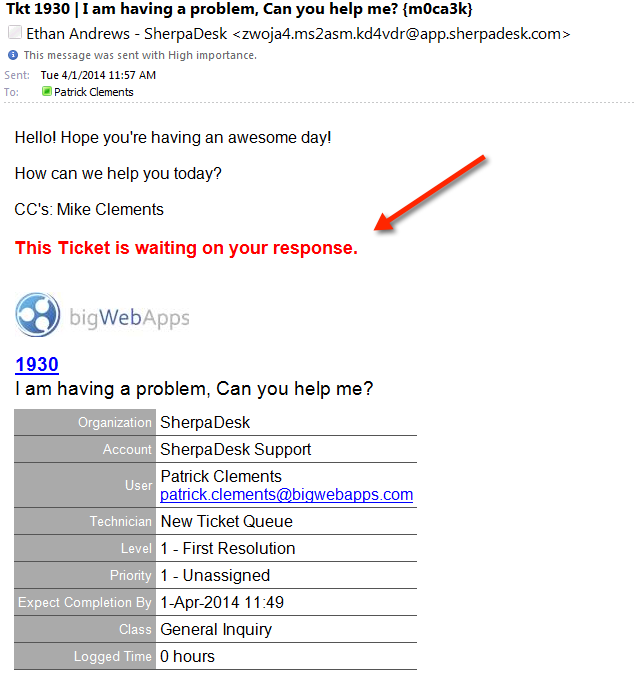 Tkt 1930 | I am having a problem, Can you help me? {m0ca3k}
Ethan Andrews - SherpaDesk <zwoja4.ms2asm.kd4vdr@app.sherpadesk.com>
This message was sent with High importance.
Sent: Tue 4/1/2014 11:57 AM
To: Patrick Clements
Hello! Hope you're having an awesome day!
How can we help you today?
CC's: Mike Clements
This Ticket is waiting on your response.
bigWebApps
1930
I am having a problem, Can you help me?
Organization SherpaDesk
Account SherpaDesk Support
User Patrick Clements
patrick.clements@bigwebapps.com
Technician New Ticket Queue
Level 1 - First Resolution
Priority 1 - Unassigned
Expect Completion By 1-Apr-2014 11:49
Class General Inquiry
Logged Time 0 hours